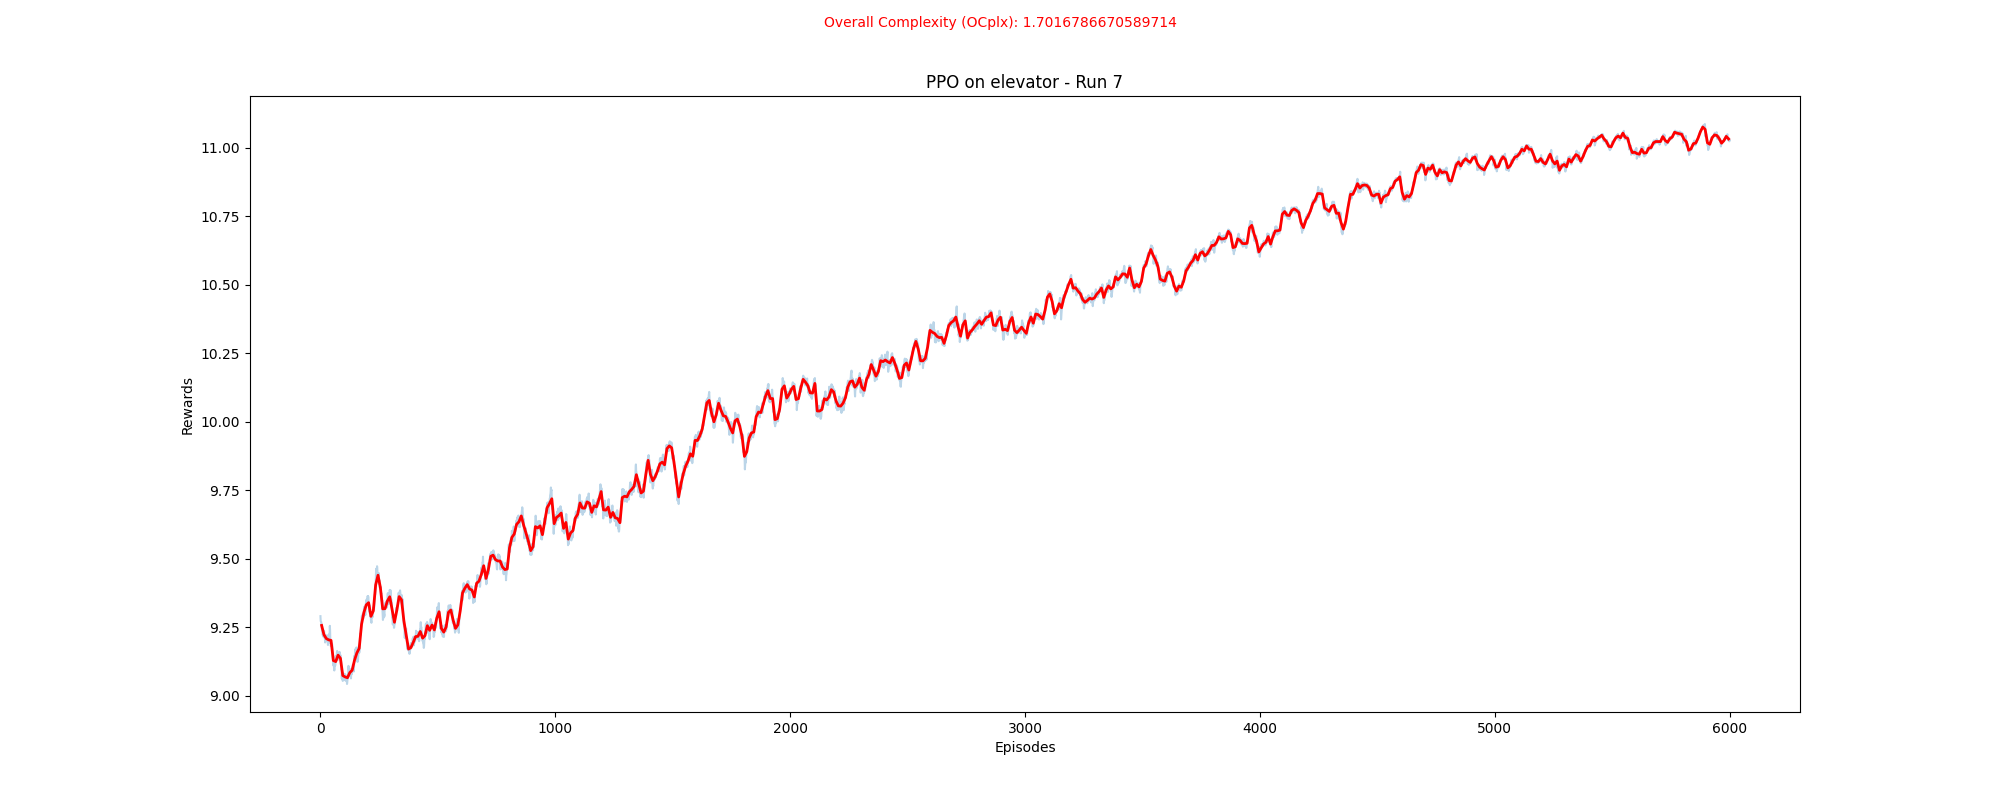 Overall Complexity (OCplx): 1.7016786670589714
PPO on elevator - Run 7
11.00
10.75
10.50
10.25
10.00
9.75
9.50
9.25
9.00
Rewards
0 1000 2000 3000 4000 5000 6000
Episodes